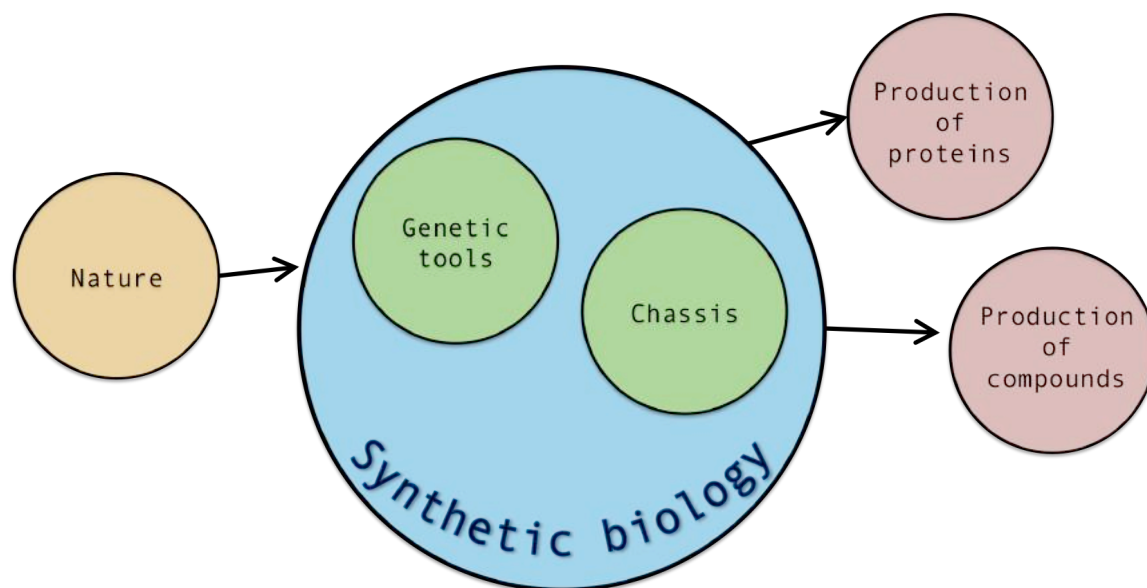 Nature
Genetic
tools
Chassis
Synthetic biology
Production
of
proteins
Production
of
compounds